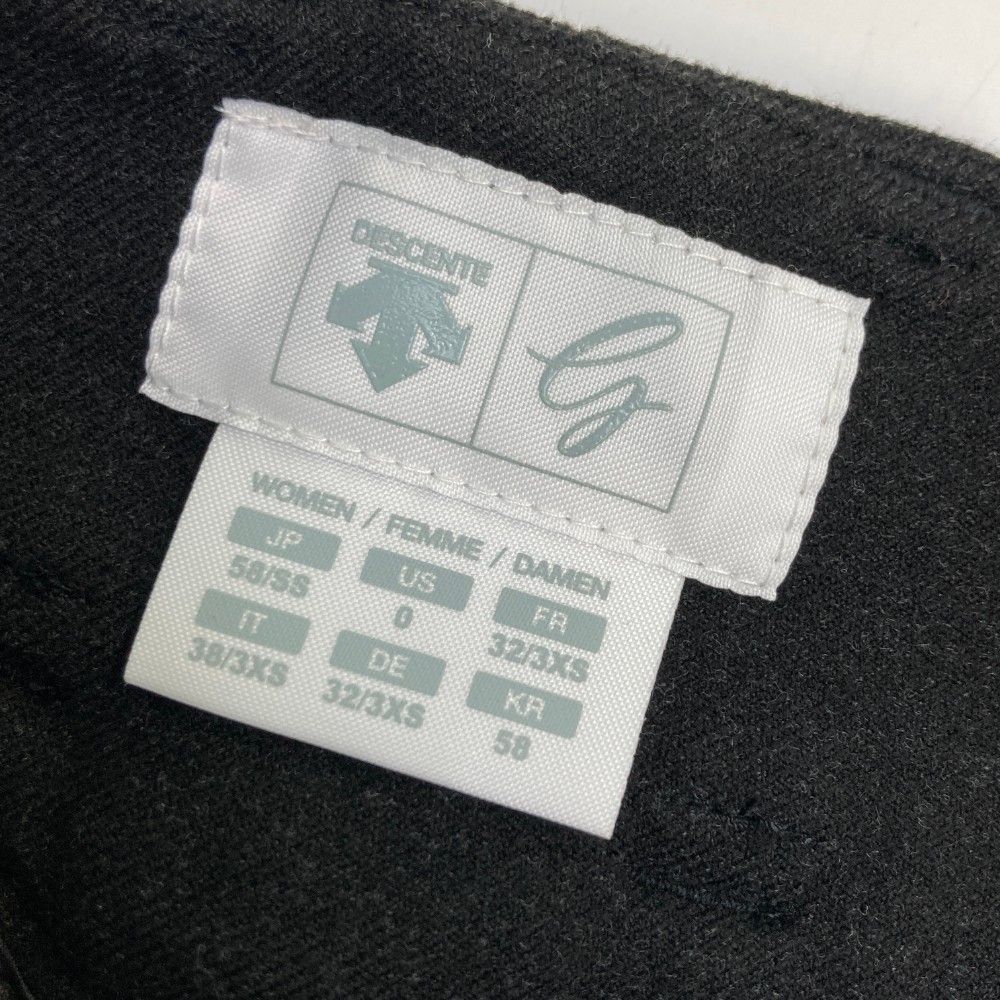 DESCENTE
G
WOMEN / FEMME / DAMEN
JP US FR
58/SS 0 32/3XS
IT DE KR
38/3XS 32/3XS 58